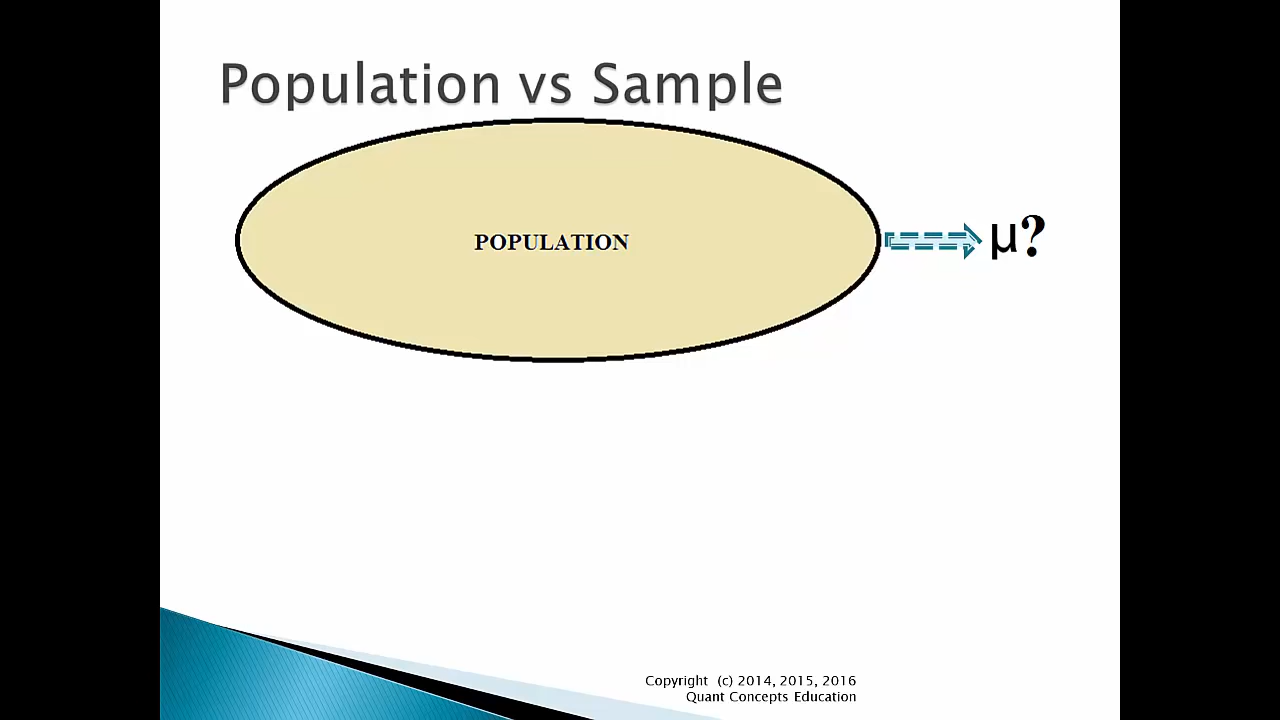 Population vs Sample
POPULATION
μ?
Copyright (c) 2014, 2015, 2016
Quant Concepts Education